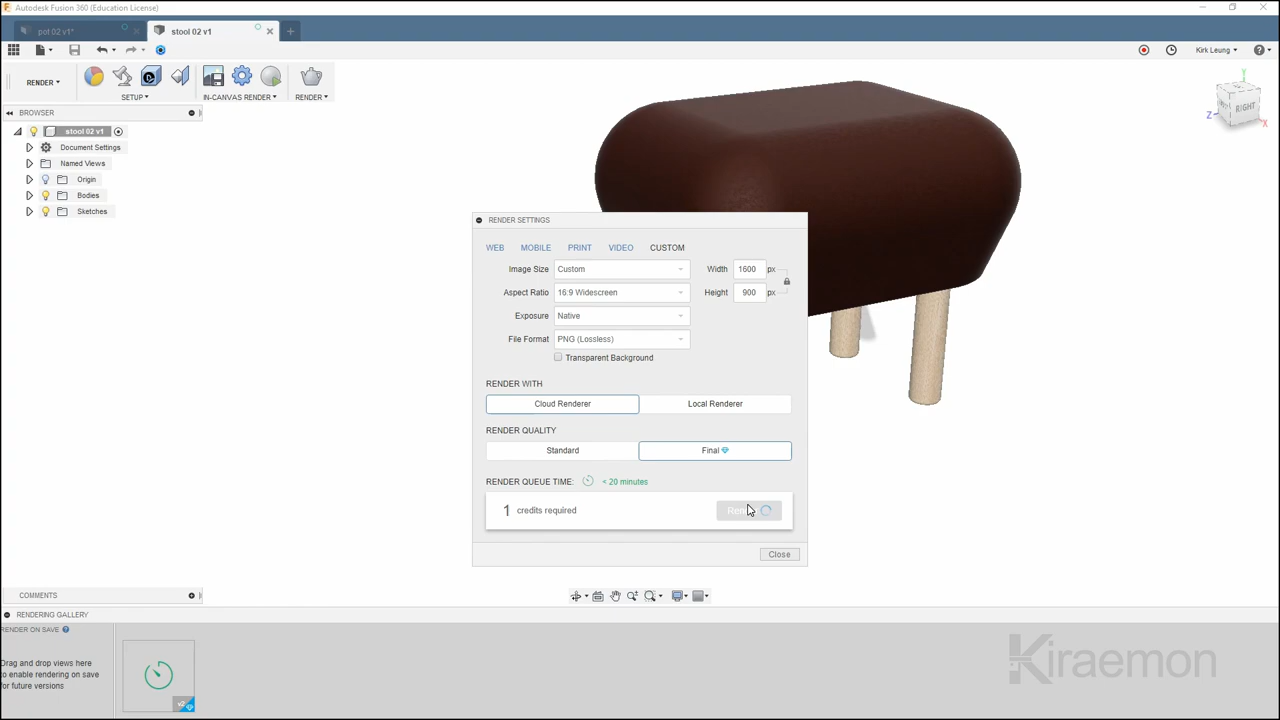 Autodesk Fusion 360 (Education License)
pot 02 v1*
stool 02 v1
Kirk Leung
RENDER
SETUP
IN-CANVAS RENDER
RENDER
BROWSER
stool 02 v1
Document Settings
Named Views
Origin
Bodies
Sketches
RIGHT
Y
Z
X
RENDER SETTINGS
WEB MOBILE PRINT VIDEO CUSTOM
Image Size Custom Width 1600 px
Aspect Ratio 16:9 Widescreen Height 900 px
Exposure Native
File Format PNG (Lossless)
Transparent Background
RENDER WITH
Cloud Renderer Local Renderer
RENDER QUALITY
Standard Final
RENDER QUEUE TIME: < 20 minutes
1 credits required
Close
COMMENTS
RENDERING GALLERY
RENDER ON SAVE
Drag and drop views here
to enable rendering on save
for future versions
v2
Kiraemon